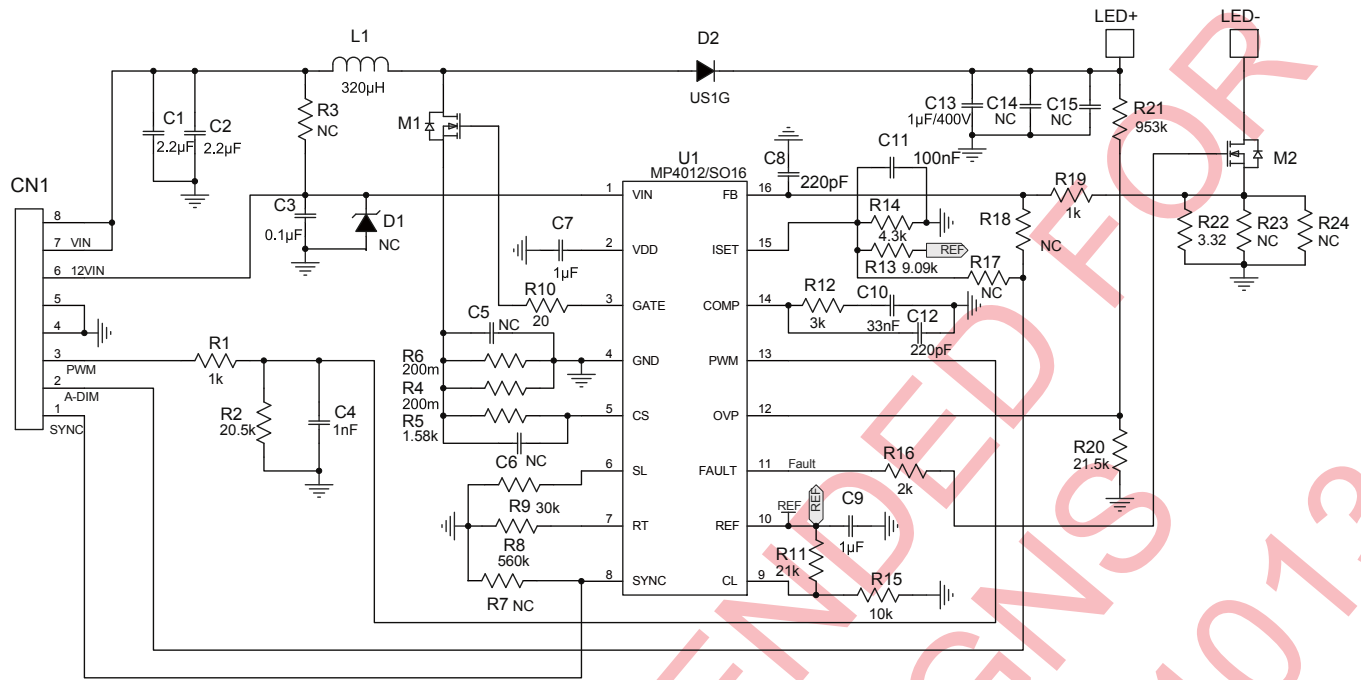 LED+
LED-
L1
320µH
D2
US1G
C1
2.2µF
C2
2.2µF
R3
NC
M1
C13
1µF/400V
C14
NC
C15
NC
R21
953k
M2
CN1
8
7
VIN
6
12VIN
5
4
3
PWM
2
A-DIM
1
SYNC
C3
0.1µF
D1
NC
C7
1µF
R10
20
C5
NC
R6
200m
R4
200m
R5
1.58k
C6
NC
R9
30k
R8
560k
R7 NC
R1
1k
R2
20.5k
C4
1nF
U1
MP4012/SO16
1
VIN
FB
16
2
VDD
ISET
15
3
GATE
COMP
14
4
GND
PWM
13
5
CS
OVP
12
6
SL
FAULT
11
Fault
7
RT
REF
10
8
SYNC
CL
9
C8
220pF
C11
100nF
R14
4.3k
R13 9.09k
REF
R17
NC
R18
NC
R19
1k
R12
3k
C10
33nF
C12
220pF
R22
3.32
R23
NC
R24
NC
R16
2k
R20
21.5k
REF
REF
C9
1µF
R11
21k
R15
10k
ENDED FOR
GNS
4013